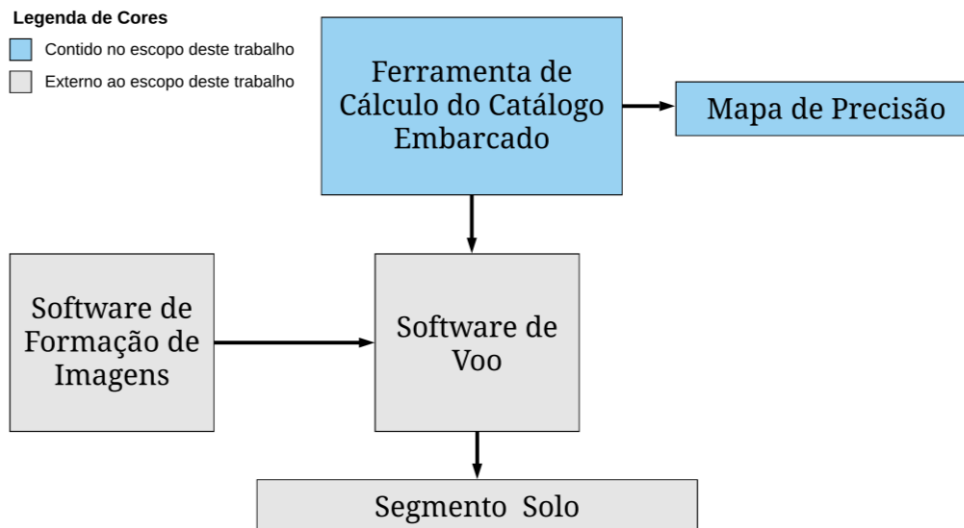 Legenda de Cores
Contido no escopo deste trabalho
Externo ao escopo deste trabalho
Ferramenta de
Cálculo do Catálogo
Embarcado
Mapa de Precisão
Software de
Formação de
Imagens
Software de
Voo
Segmento Solo